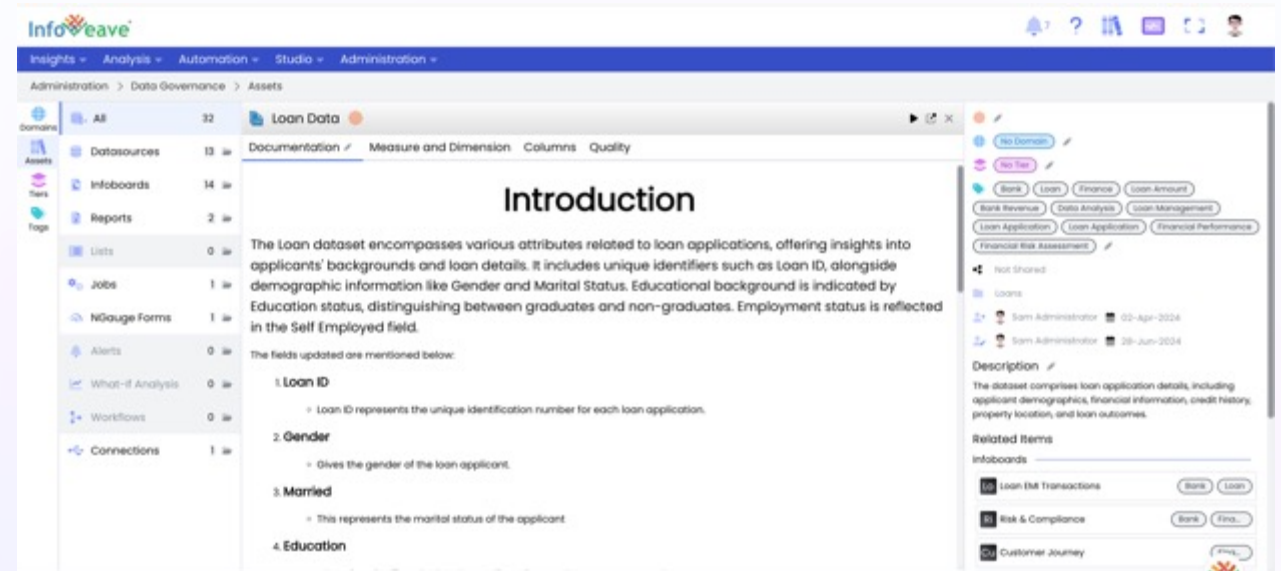 InfoWeave
7
Insights Analysis Automation Studio Administration
Administration > Data Governance > Assets
Domains
Assets
Tiers
Tags
All 32
Datasources 13
Infoboards 14
Reports 2
Lists 0
Jobs 1
NGauge Forms 1
Alerts 0
What-if Analysis 0
Workflows 0
Connections 1
Loan Data
Documentation Measure and Dimension Columns Quality
Introduction
The Loan dataset encompasses various attributes related to loan applications, offering insights into
applicants' backgrounds and loan details. It includes unique identifiers such as Loan ID, alongside
demographic information like Gender and Marital Status. Educational background is indicated by
Education status, distinguishing between graduates and non-graduates. Employment status is reflected
in the Self Employed field.
The fields updated are mentioned below:
1. Loan ID
Loan ID represents the unique identification number for each loan application.
2. Gender
Gives the gender of the loan applicant.
3. Married
This represents the marital status of the applicant
4. Education
No Domain
No Tier
Bank Loan Finance Loan Amount
Bank Revenue Data Analysis Loan Management
Loan Application Loan Application Financial Performance
Financial Risk Assessment
Not Shared
Loans
Sam Administrator 02-Apr-2024
Sam Administrator 28-Jun-2024
Description
The dataset comprises loan application details, including
applicant demographics, financial information, credit history,
property location, and loan outcomes.
Related Items
Infoboards
Lo Loan EMI Transactions Bank Loan
Ri Risk & Compliance Bank Fina...
Cu Customer Journey